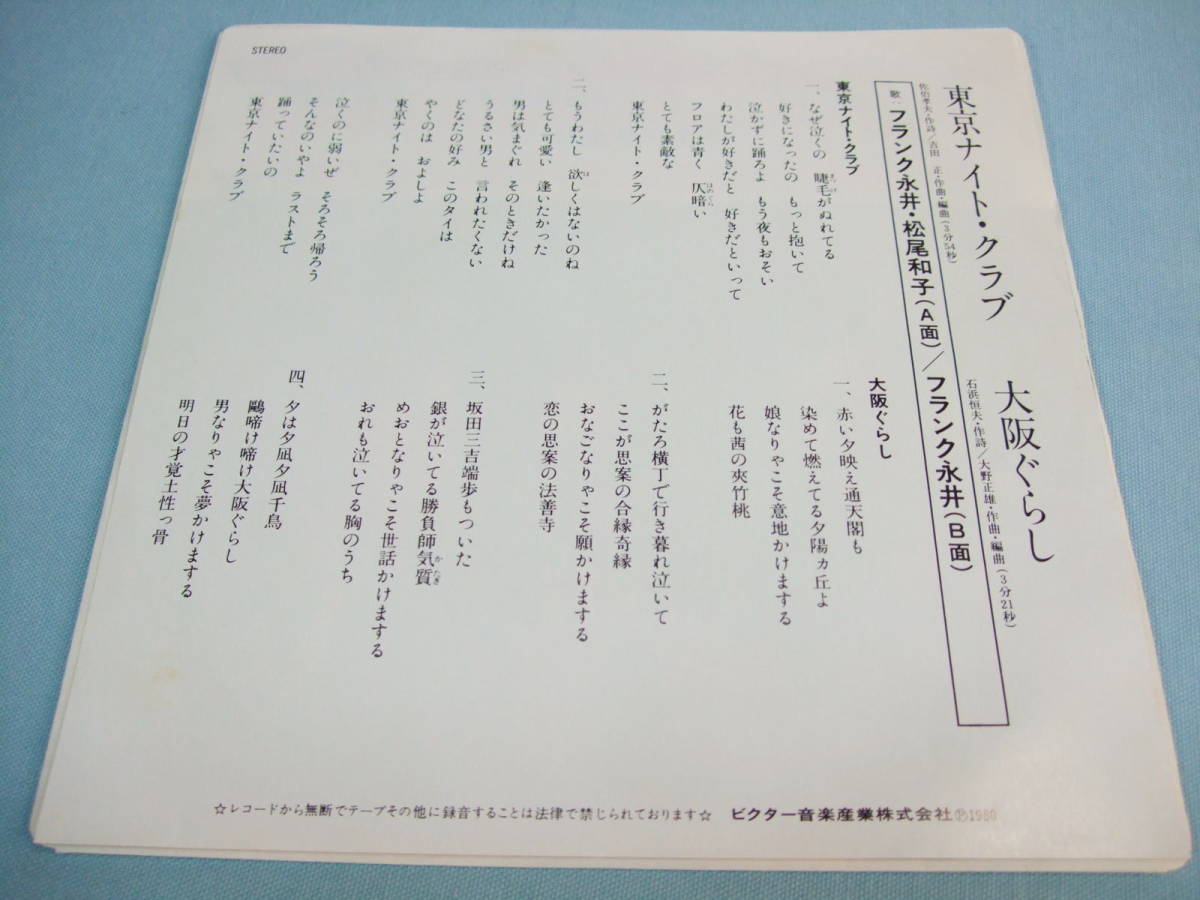 STEREO
東京ナイト・クラブ
佐伯孝夫・作詩/吉田 正・作曲・編曲(3分54秒)
大阪ぐらし
石浜恒夫・作詩/大野正雄・作曲・編曲(3分21秒)
歌：フランク永井・松尾和子(A面)/フランク永井(B面)
東京ナイト・クラブ
一、なぜ泣くの 睫毛がぬれてる
好きになったの もっと抱いて
泣かずに踊ろよ もう夜もおそい
わたしが好きだと 好きだといって
フロアは青く 仄暗い
とても素敵な
東京ナイト・クラブ
二、もうわたし 欲しくはないのね
とても可愛い 逢いたかった
男は気まぐれ そのときだけね
うるさい男と 言われたくない
どなたの好み このタイは
やくのは およしよ
東京ナイト・クラブ
泣くのに弱いぜ そろそろ帰ろう
そんなのいやよ ラストまで
踊っていたいの
東京ナイト・クラブ
大阪ぐらし
一、赤い夕映え通天閣も
染めて燃えてる夕陽ヵ丘よ
娘なりゃこそ意地かけまする
花も茜の夾竹桃
二、がたろ横丁で行き暮れ泣いて
ここが思案の合縁奇縁
おなごなりゃこそ願かけまする
恋の思案の法善寺
三、坂田三吉端歩もついた
銀が泣いてる勝負師気質
めおとなりゃこそ世話かけまする
おれも泣いてる胸のうち
四、夕は夕凪夕凪千鳥
鷗啼け啼け大阪ぐらし
男なりゃこそ夢かけまする
明日の才覚土性っ骨
☆レコードから無断でテープその他に録音することは法律で禁じられております☆ ビクター音楽産業株式会社Ⓟ1980